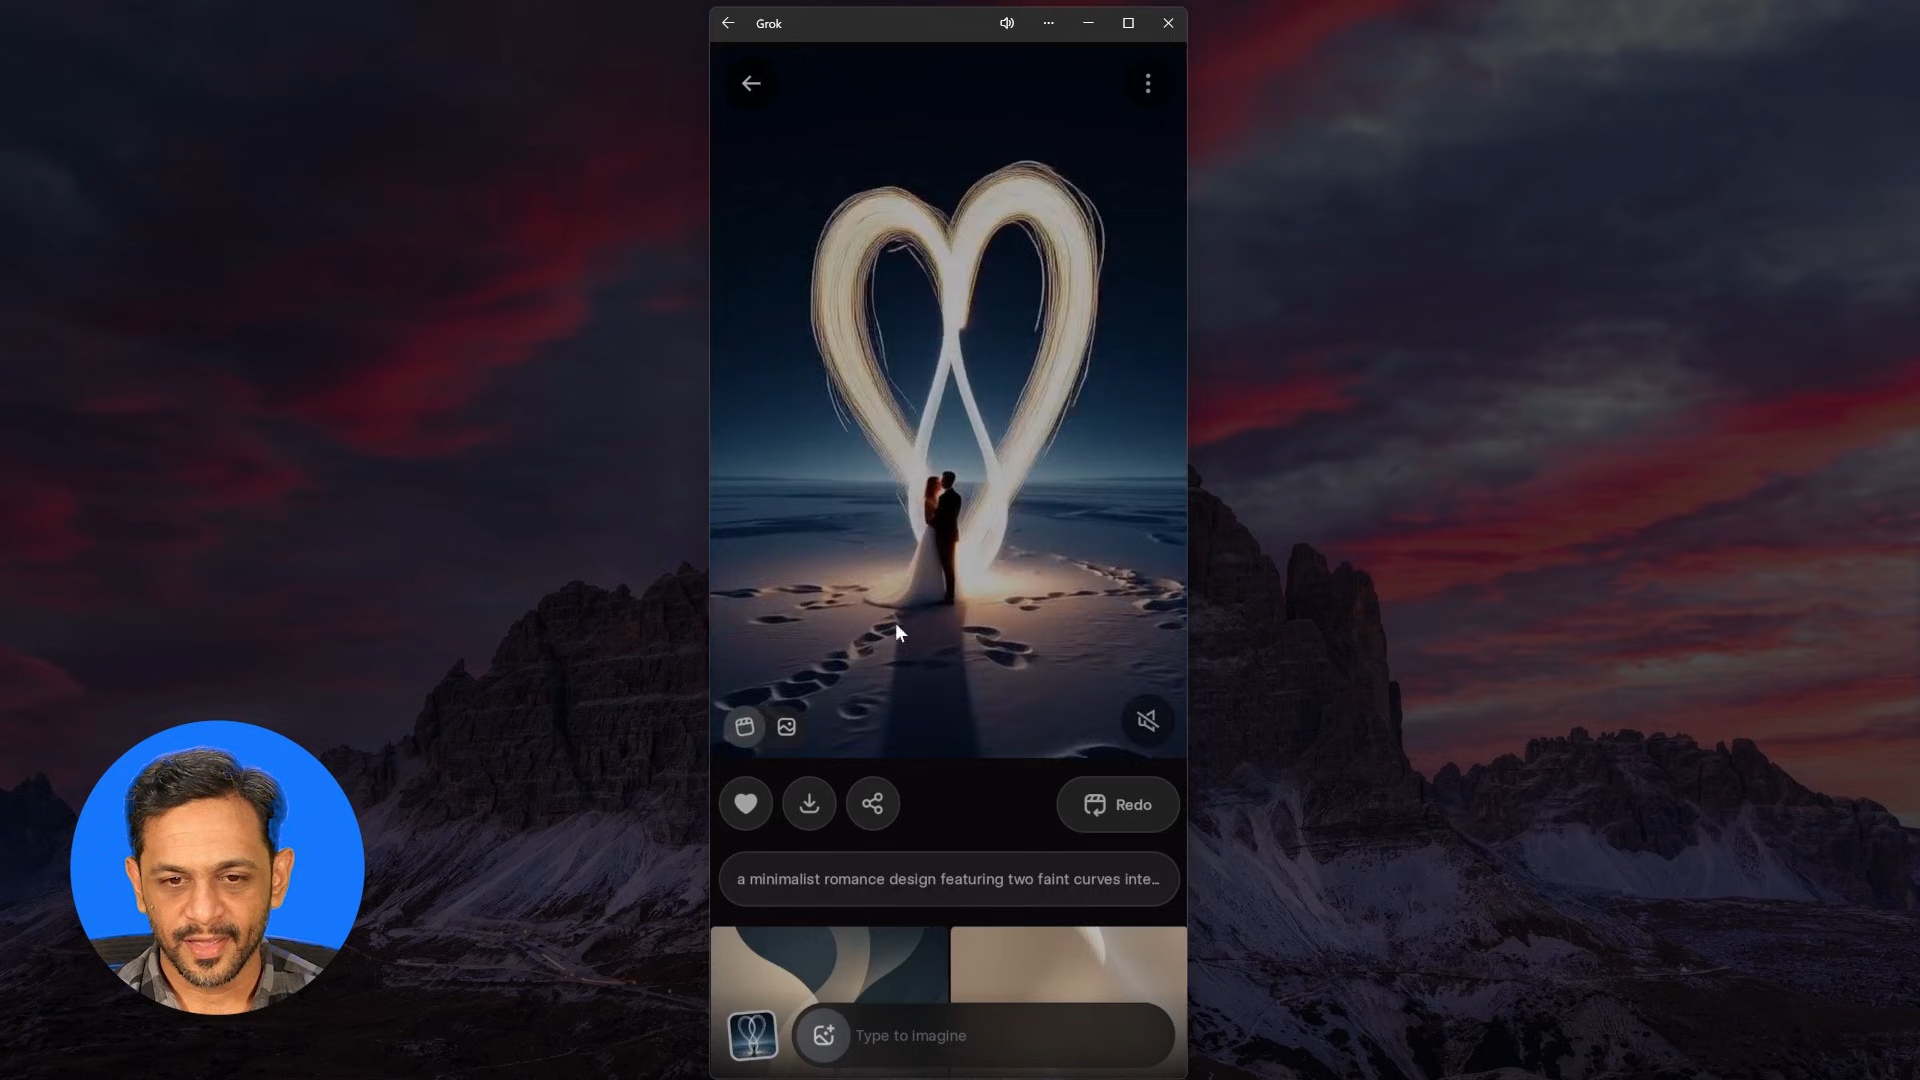 Grok
Redo
a minimalist romance design featuring two faint curves inte...
Type to imagine